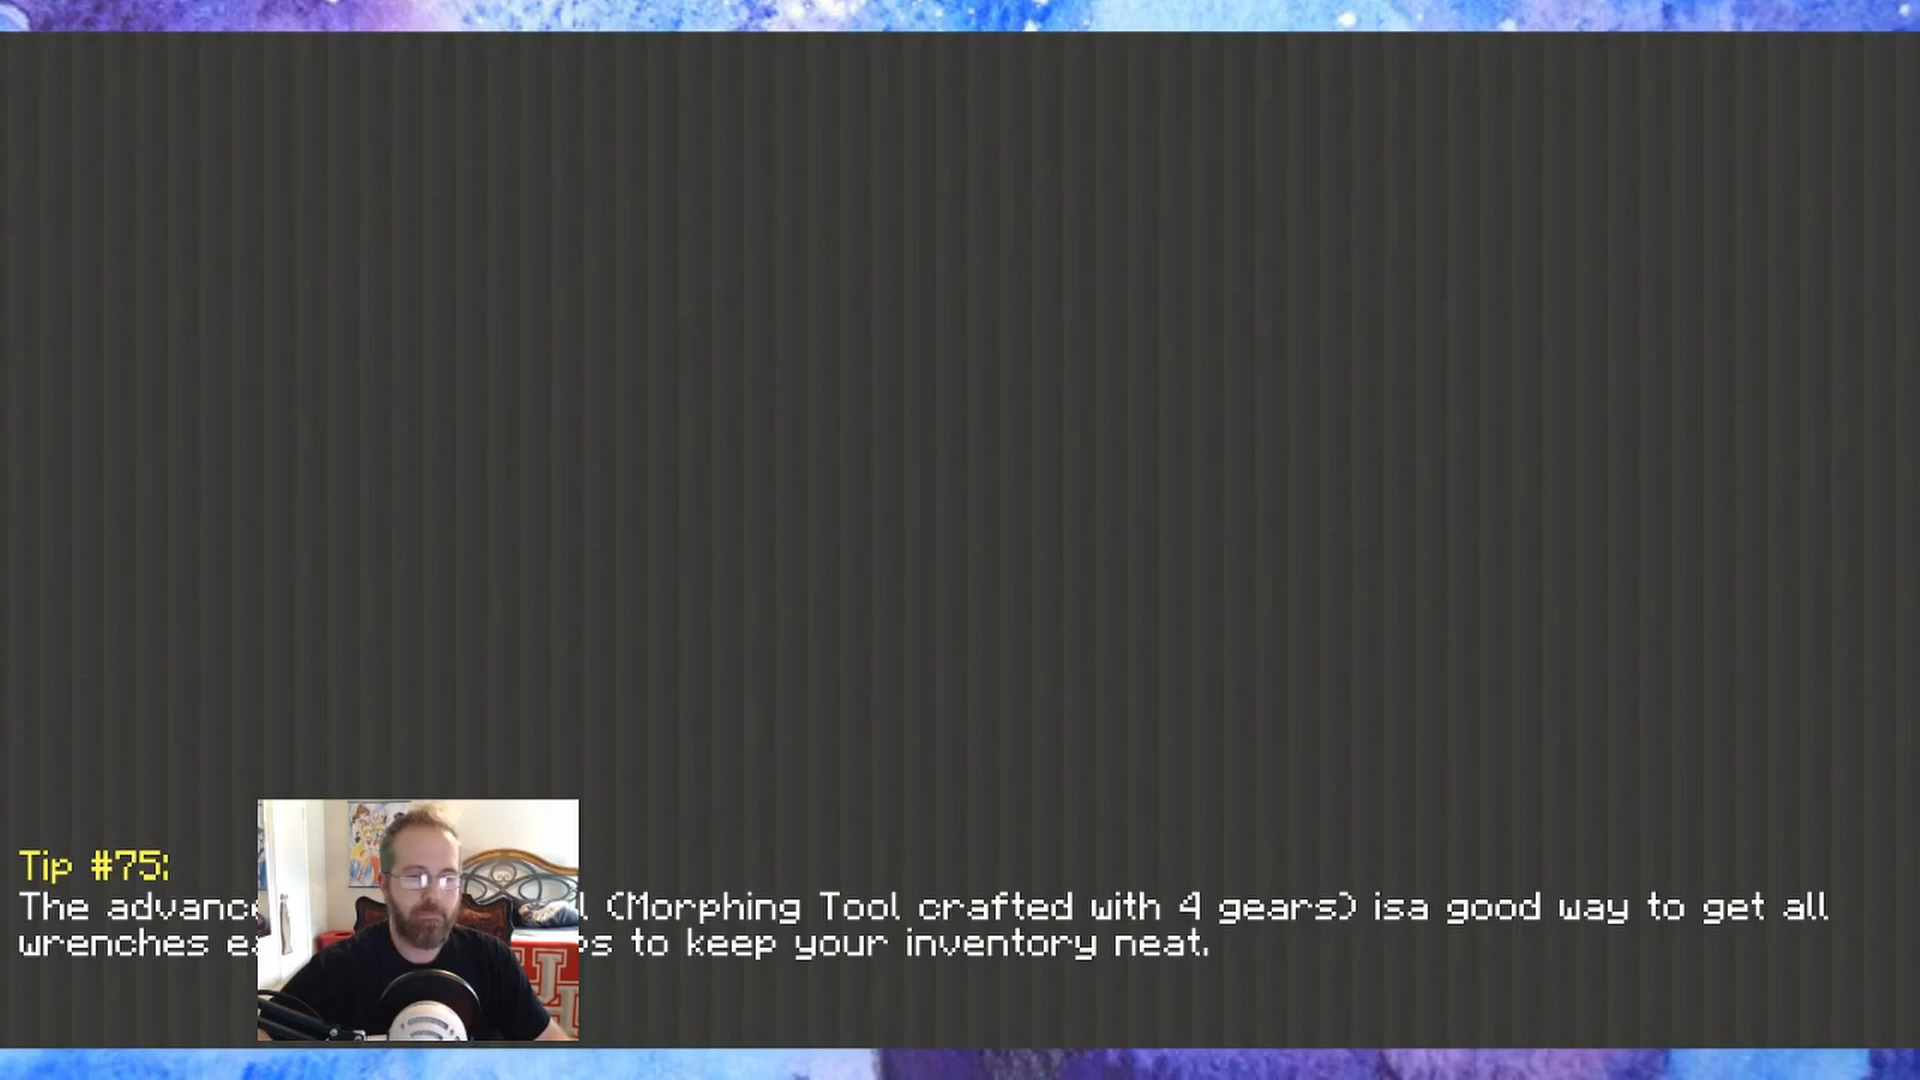 Tip #75:
The (Morphing Tool crafted with 4 gears) isa good way to get all
wrenches to keep your inventory neat.